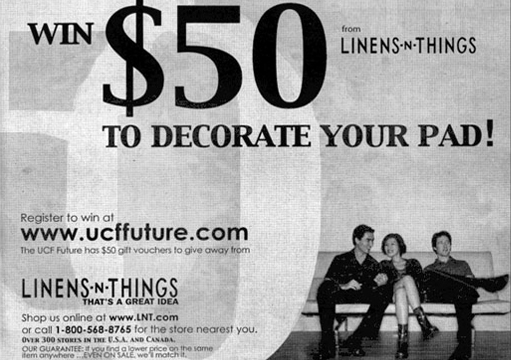 WIN $50 from
LINENS-N-THINGS
TO DECORATE YOUR PAD!
Register to win at
www.ucffuture.com
The UCF Future has $50 gift vouchers to give away from
LINENS-N-THINGS
THAT'S A GREAT IDEA
Shop us online at www.LNT.com
or call 1-800-568-8765 for the store nearest you.
OVER 300 STORES IN THE U.S.A. AND CANADA.
OUR GUARANTEE: if you find a lower price on the same
item anywhere ...EVEN ON SALE, we'll match it.